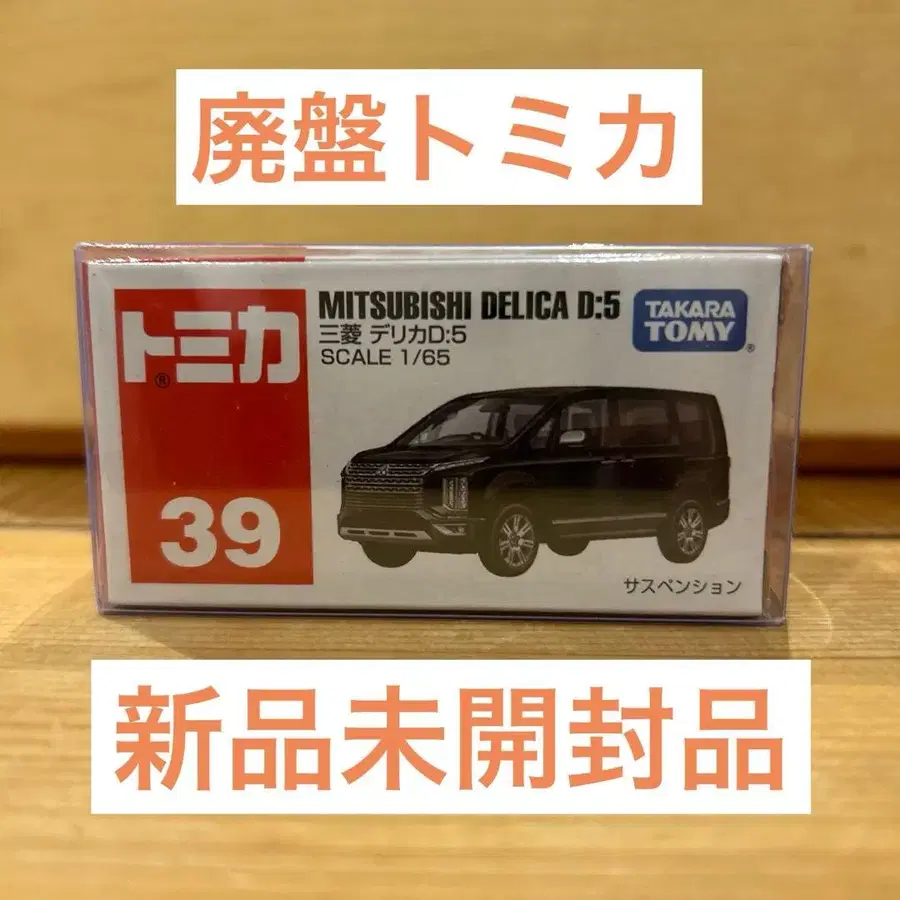 廃盤トミカ
トミカ®
MITSUBISHI DELICA D:5
三菱 デリカD:5
SCALE 1/65
TAKARA
TOMY®
39
サスペンション
新品未開封品